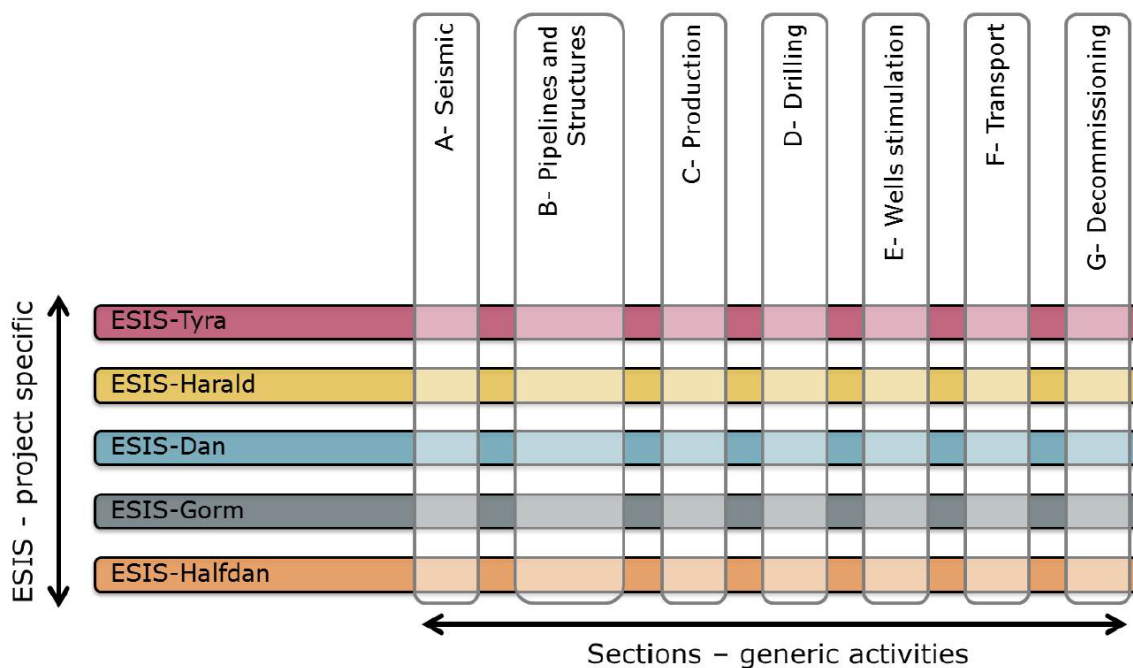 A- Seismic
B- Pipelines and
Structures
C- Production
D- Drilling
E- Wells stimulation
F- Transport
G- Decommissioning
ESIS - project specific
ESIS-Tyra
ESIS-Harald
ESIS-Dan
ESIS-Gorm
ESIS-Halfdan
Sections – generic activities